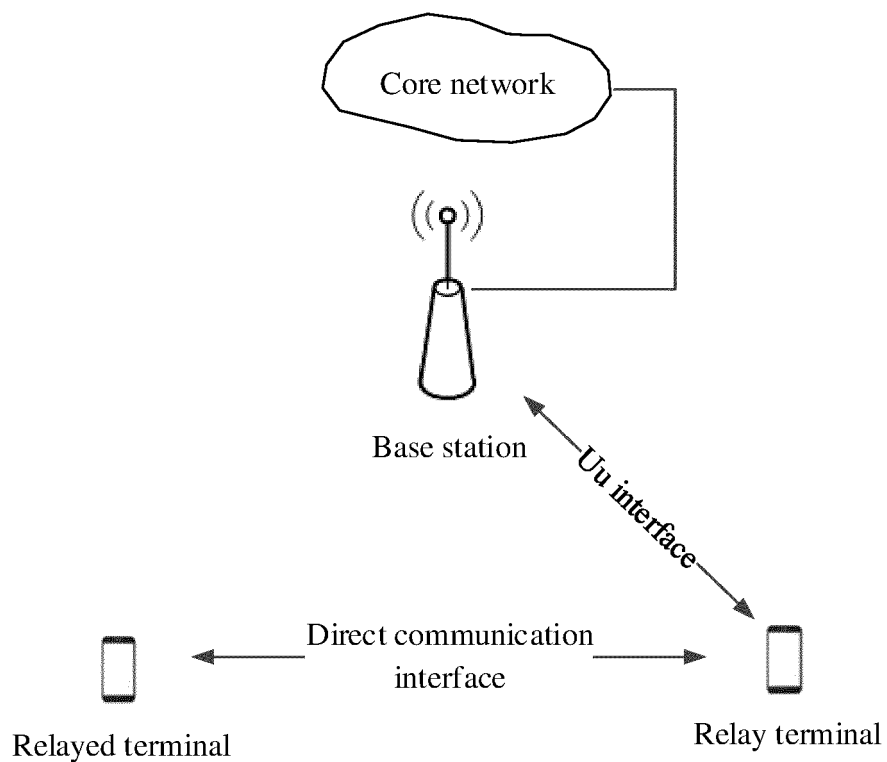 Core network
Base station
Uu interface
Direct communication
interface
Relayed terminal
Relay terminal